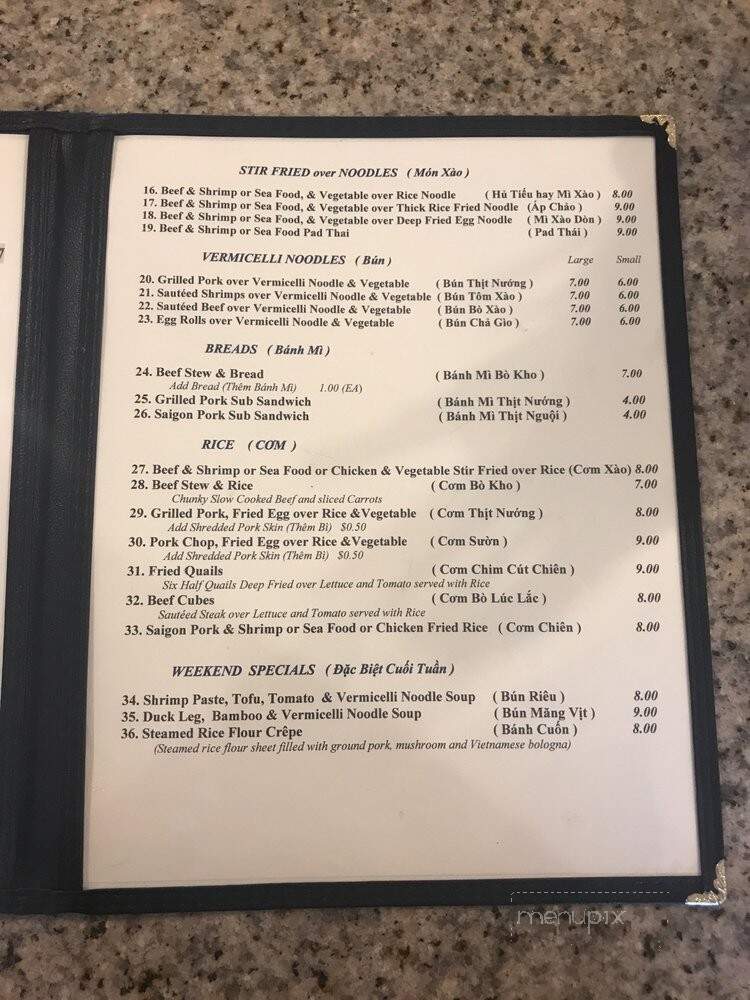 STIR FRIED over NOODLES ( Món Xào )
16. Beef & Shrimp or Sea Food, & Vegetable over Rice Noodle ( Hủ Tiếu hay Mì Xào ) 8.00
17. Beef & Shrimp or Sea Food, & Vegetable over Thick Rice Fried Noodle (Áp Chảo ) 9.00
18. Beef & Shrimp or Sea Food, & Vegetable over Deep Fried Egg Noodle ( Mì Xào Dòn ) 9.00
19. Beef & Shrimp or Sea Food Pad Thai ( Pad Thái ) 9.00
VERMICELLI NOODLES ( Bún ) Large Small
20. Grilled Pork over Vermicelli Noodle & Vegetable ( Bún Thịt Nướng ) 7.00 6.00
21. Sautéed Shrimps over Vermicelli Noodle & Vegetable ( Bún Tôm Xào ) 7.00 6.00
22. Sautéed Beef over Vermicelli Noodle & Vegetable ( Bún Bò Xào ) 7.00 6.00
23. Egg Rolls over Vermicelli Noodle & Vegetable ( Bún Chả Gìo ) 7.00 6.00
BREADS ( Bánh Mì )
24. Beef Stew & Bread ( Bánh Mì Bò Kho ) 7.00
Add Bread (Thêm Bánh Mì) 1.00 (EA)
25. Grilled Pork Sub Sandwich ( Bánh Mì Thịt Nướng ) 4.00
26. Saigon Pork Sub Sandwich ( Bánh Mì Thịt Nguội ) 4.00
RICE ( CƠM )
27. Beef & Shrimp or Sea Food or Chicken & Vegetable Stir Fried over Rice (Cơm Xào) 8.00
28. Beef Stew & Rice ( Cơm Bò Kho ) 7.00
Chunky Slow Cooked Beef and sliced Carrots
29. Grilled Pork, Fried Egg over Rice &Vegetable ( Cơm Thịt Nướng ) 8.00
Add Shredded Pork Skin (Thêm Bì) $0.50
30. Pork Chop, Fried Egg over Rice &Vegetable ( Cơm Sườn ) 9.00
Add Shredded Pork Skin (Thêm Bì) $0.50
31. Fried Quails ( Cơm Chim Cút Chiên ) 9.00
Six Half Quails Deep Fried over Lettuce and Tomato served with Rice
32. Beef Cubes ( Cơm Bò Lúc Lắc ) 8.00
Sautéed Steak over Lettuce and Tomato served with Rice
33. Saigon Pork & Shrimp or Sea Food or Chicken Fried Rice ( Cơm Chiên ) 8.00
WEEKEND SPECIALS ( Đặc Biệt Cuối Tuần )
34. Shrimp Paste, Tofu, Tomato & Vermicelli Noodle Soup ( Bún Riêu ) 8.00
35. Duck Leg, Bamboo & Vermicelli Noodle Soup ( Bún Măng Vịt ) 9.00
36. Steamed Rice Flour Crêpe ( Bánh Cuốn ) 8.00
(Steamed rice flour sheet filled with ground pork, mushroom and Vietnamese bologna)
menupix